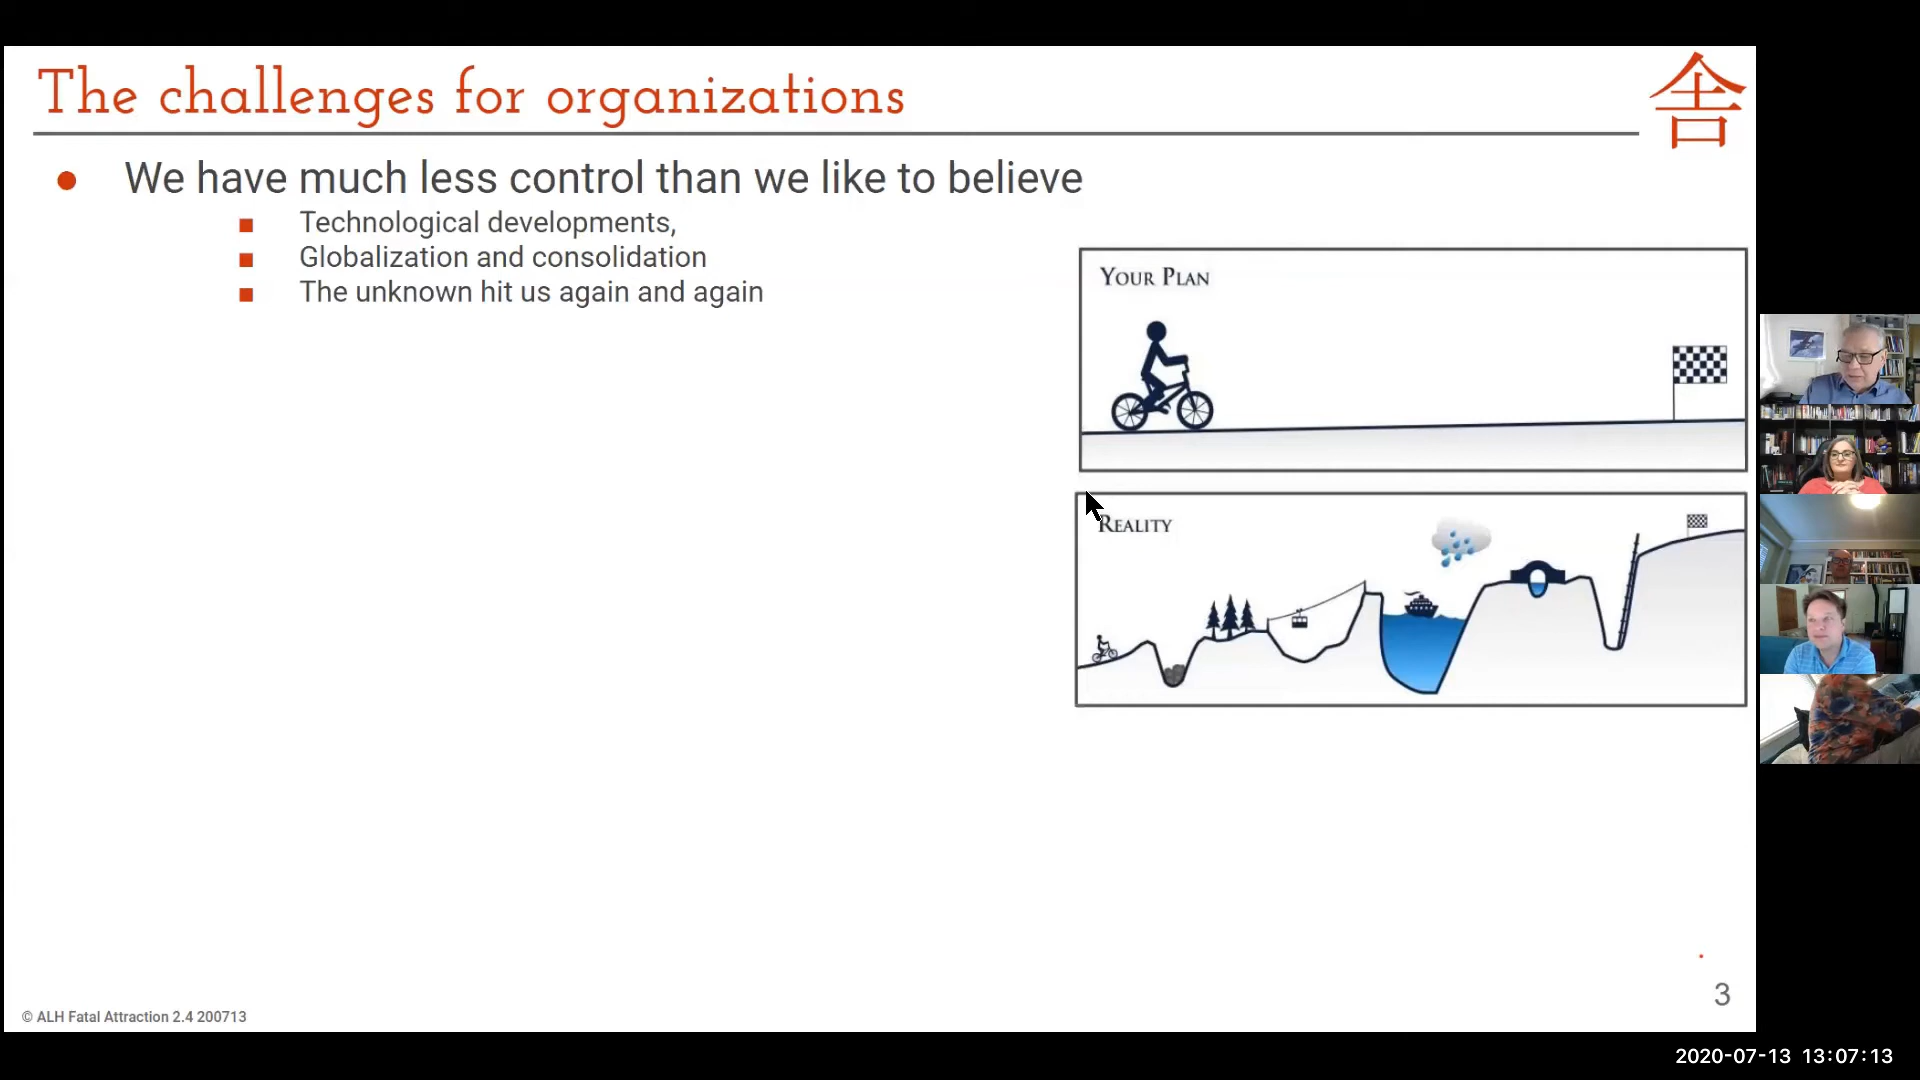 The challenges for organizations
舎
We have much less control than we like to believe
Technological developments,
Globalization and consolidation
The unknown hit us again and again
YOUR PLAN
REALITY
3
© ALH Fatal Attraction 2.4 200713
2020-07-13 13:07:13